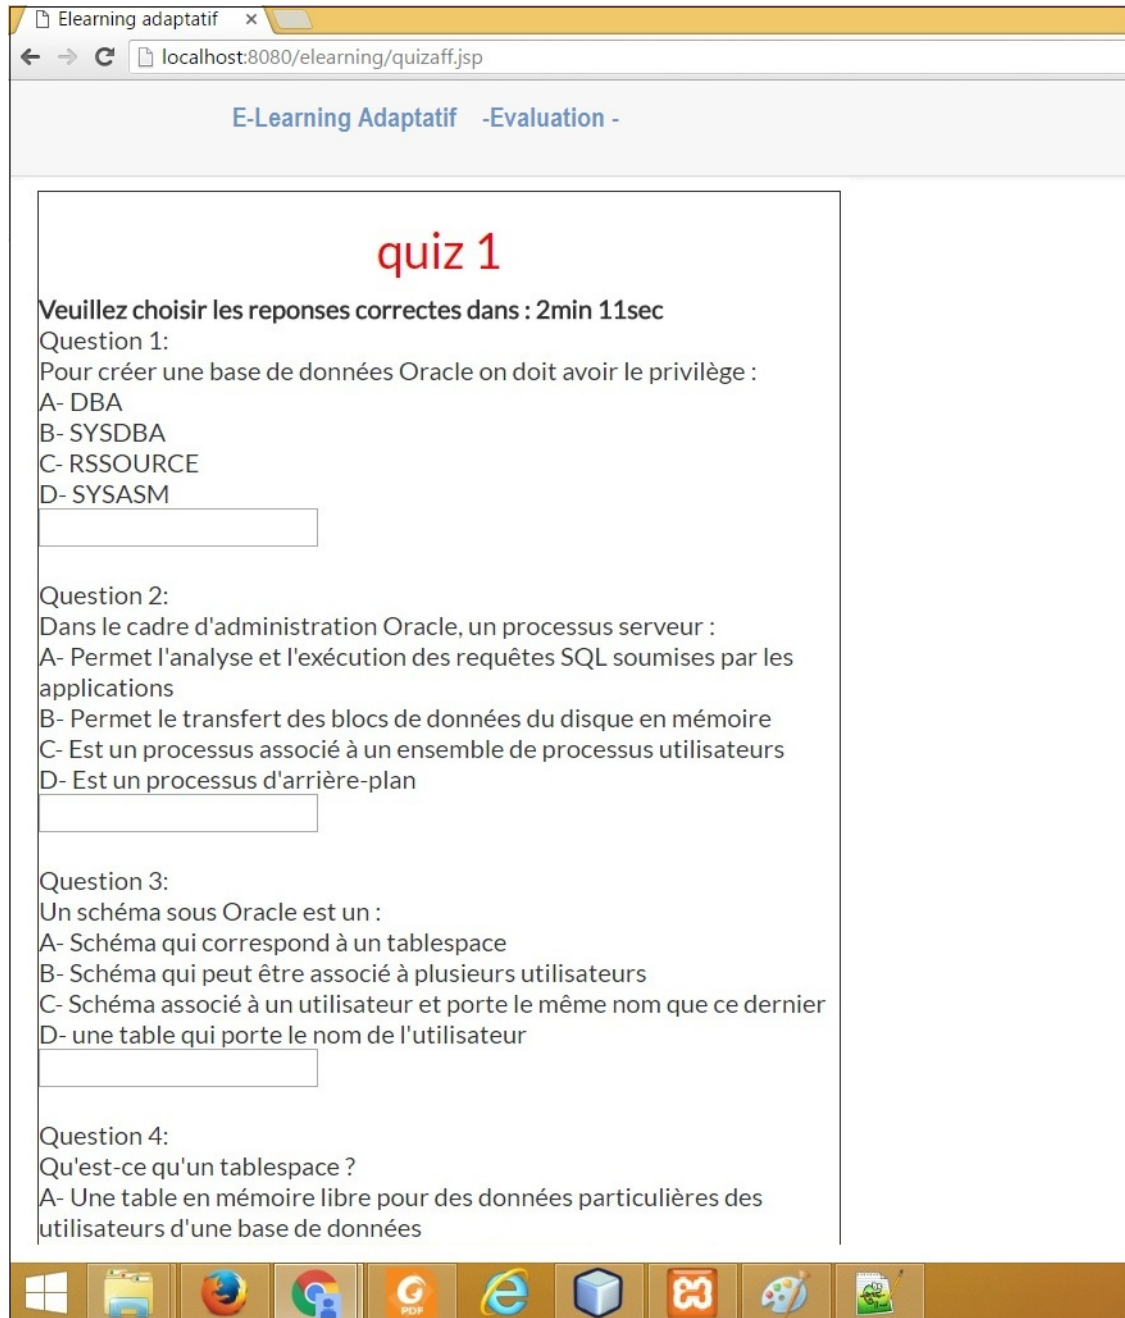 Elearning adaptatif
localhost:8080/elearning/quizaff.jsp
E-Learning Adaptatif -Evaluation -
quiz 1
Veuillez choisir les reponses correctes dans : 2min 11sec
Question 1:
Pour créer une base de données Oracle on doit avoir le privilège :
A- DBA
B- SYSDBA
C- RSSOURCE
D- SYSASM
Question 2:
Dans le cadre d'administration Oracle, un processus serveur :
A- Permet l'analyse et l'exécution des requêtes SQL soumises par les
applications
B- Permet le transfert des blocs de données du disque en mémoire
C- Est un processus associé à un ensemble de processus utilisateurs
D- Est un processus d'arrière-plan
Question 3:
Un schéma sous Oracle est un :
A- Schéma qui correspond à un tablespace
B- Schéma qui peut être associé à plusieurs utilisateurs
C- Schéma associé à un utilisateur et porte le même nom que ce dernier
D- une table qui porte le nom de l'utilisateur
Question 4:
Qu'est-ce qu'un tablespace ?
A- Une table en mémoire libre pour des données particulières des
utilisateurs d'une base de données
PDF